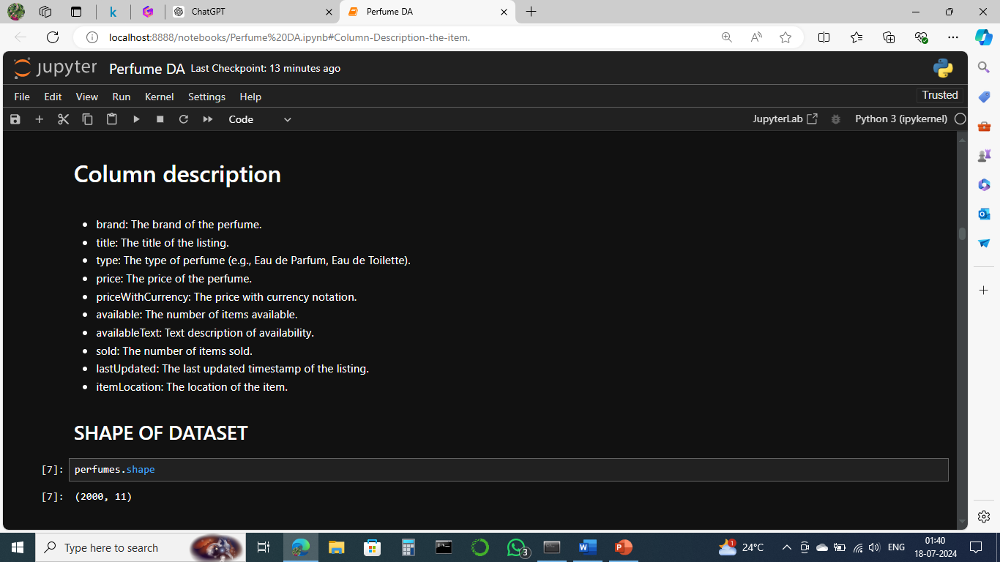 ChatGPT
Perfume DA
localhost:8888/notebooks/Perfume%20DA.ipynb#Column-Description-the-item.
jupyter Perfume DA Last Checkpoint: 13 minutes ago
File Edit View Run Kernel Settings Help
Trusted
Code
JupyterLab
Python 3 (ipykernel)
Column description
• brand: The brand of the perfume.
• title: The title of the listing.
• type: The type of perfume (e.g., Eau de Parfum, Eau de Toilette).
• price: The price of the perfume.
• priceWithCurrency: The price with currency notation.
• available: The number of items available.
• availableText: Text description of availability.
• sold: The number of items sold.
• lastUpdated: The last updated timestamp of the listing.
• itemLocation: The location of the item.
SHAPE OF DATASET
[7]: perfumes.shape
[7]: (2000, 11)
Type here to search
3
1
24°C
ENG
01:40
18-07-2024